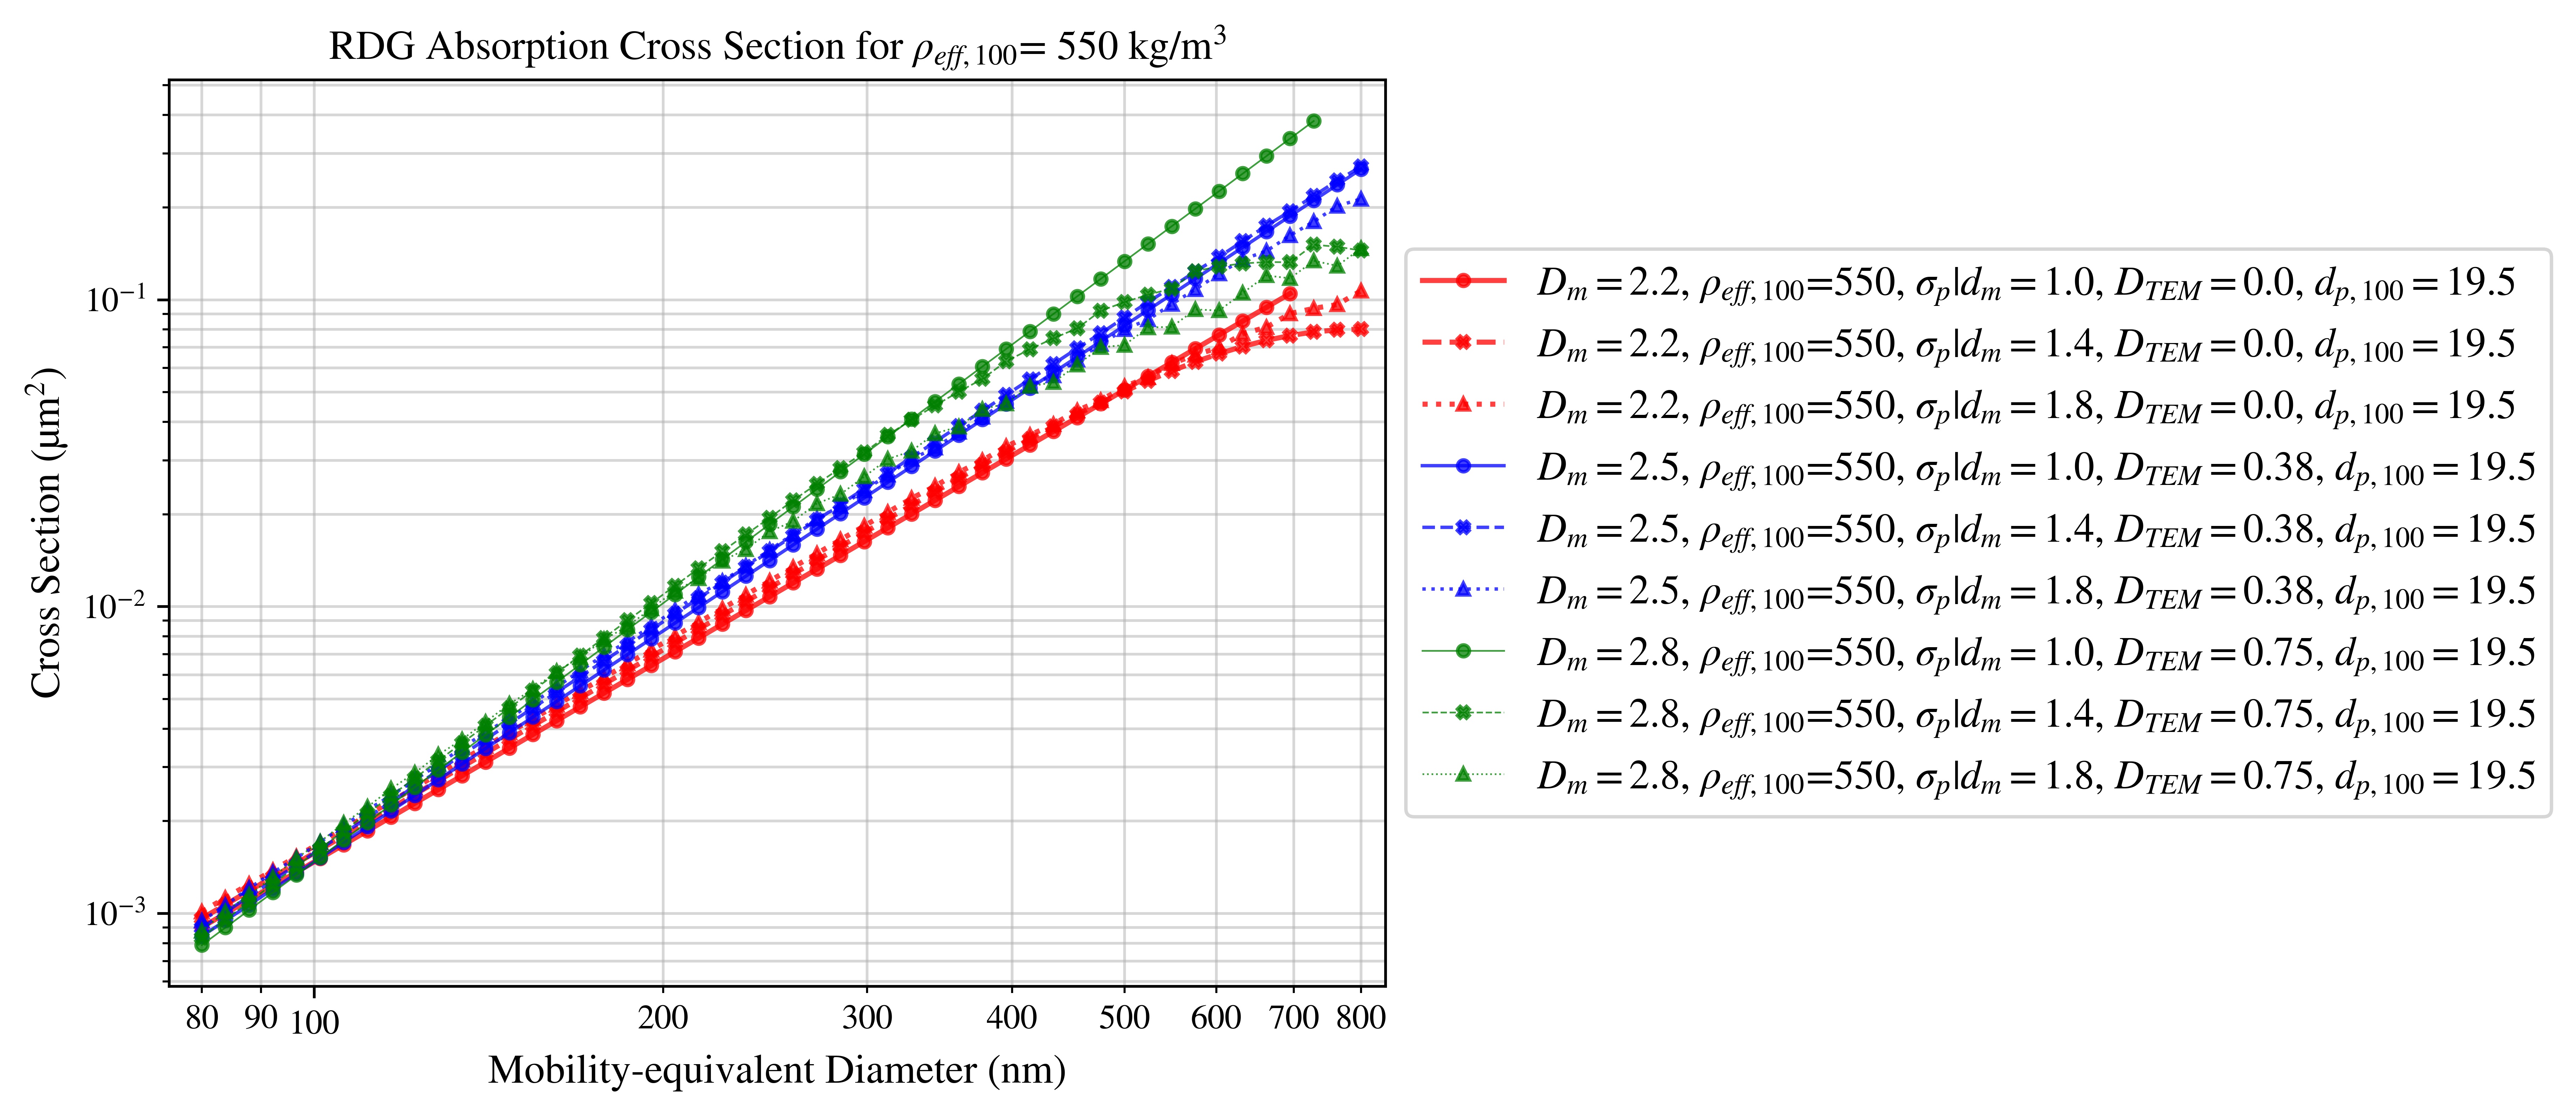 RDG Absorption Cross Section for ρeff,100= 550 kg/m³
Cross Section (μm²)
10⁻¹
10⁻²
10⁻³
80 90 100 200 300 400 500 600 700 800
Mobility-equivalent Diameter (nm)
Dm = 2.2, ρeff,100=550, σp|dm = 1.0, DTEM = 0.0, dp,100 = 19.5
Dm = 2.2, ρeff,100=550, σp|dm = 1.4, DTEM = 0.0, dp,100 = 19.5
Dm = 2.2, ρeff,100=550, σp|dm = 1.8, DTEM = 0.0, dp,100 = 19.5
Dm = 2.5, ρeff,100=550, σp|dm = 1.0, DTEM = 0.38, dp,100 = 19.5
Dm = 2.5, ρeff,100=550, σp|dm = 1.4, DTEM = 0.38, dp,100 = 19.5
Dm = 2.5, ρeff,100=550, σp|dm = 1.8, DTEM = 0.38, dp,100 = 19.5
Dm = 2.8, ρeff,100=550, σp|dm = 1.0, DTEM = 0.75, dp,100 = 19.5
Dm = 2.8, ρeff,100=550, σp|dm = 1.4, DTEM = 0.75, dp,100 = 19.5
Dm = 2.8, ρeff,100=550, σp|dm = 1.8, DTEM = 0.75, dp,100 = 19.5